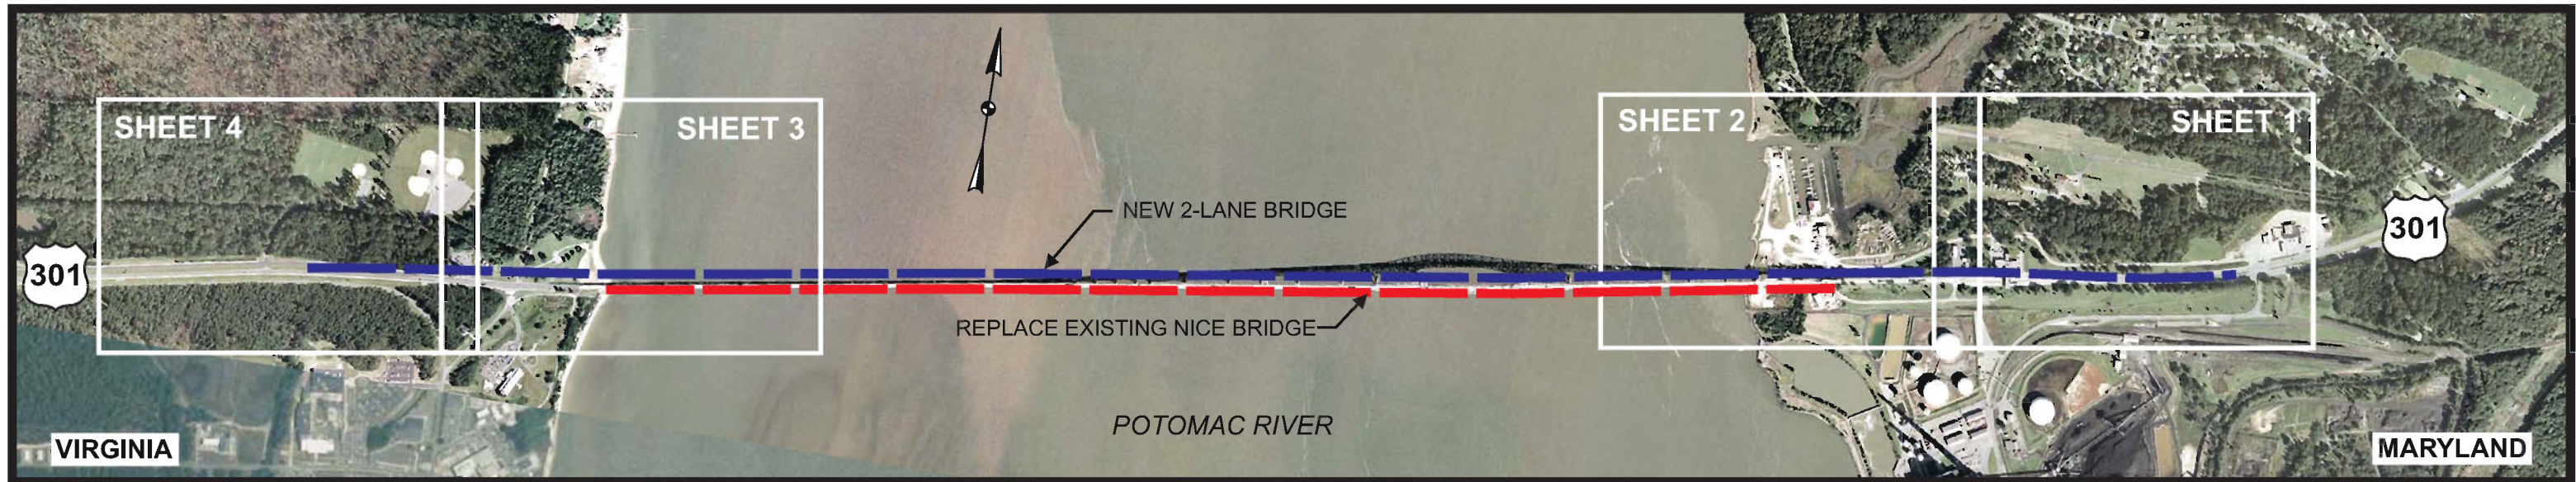 SHEET 4
SHEET 3
SHEET 2
SHEET 1
NEW 2-LANE BRIDGE
301
301
REPLACE EXISTING NICE BRIDGE
POTOMAC RIVER
VIRGINIA
MARYLAND